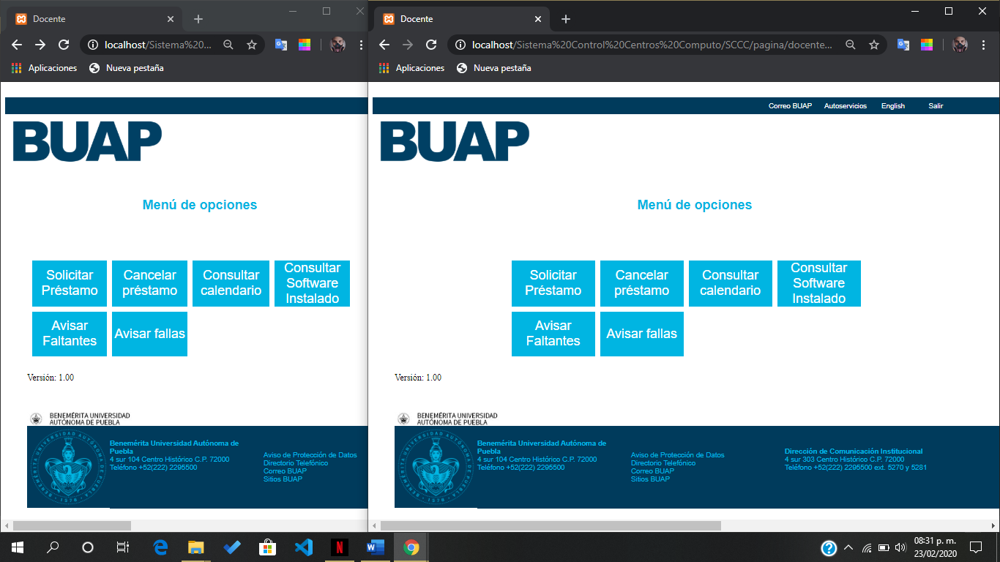 Docente
localhost/Sistema%20...
Aplicaciones
Nueva pestaña
BUAP
Menú de opciones
Solicitar
Préstamo
Cancelar
préstamo
Consultar
calendario
Consultar
Software
Instalado
Avisar
Faltantes
Avisar fallas
Versión: 1.00
BENEMÉRITA UNIVERSIDAD
AUTÓNOMA DE PUEBLA
Benemérita Universidad Autónoma de
Puebla
4 sur 104 Centro Histórico C.P. 72000
Teléfono +52(222) 2295500
Aviso de Protección de Datos
Directorio Telefónico
Correo BUAP
Sitios BUAP
Docente
localhost/Sistema%20Control%20Centros%20Computo/SCCC/pagina/docente...
Aplicaciones
Nueva pestaña
Correo BUAP Autoservicios English Salir
BUAP
Menú de opciones
Solicitar
Préstamo
Cancelar
préstamo
Consultar
calendario
Consultar
Software
Instalado
Avisar
Faltantes
Avisar fallas
Versión: 1.00
BENEMÉRITA UNIVERSIDAD
AUTÓNOMA DE PUEBLA
Benemérita Universidad Autónoma de
Puebla
4 sur 104 Centro Histórico C.P. 72000
Teléfono +52(222) 2295500
Aviso de Protección de Datos
Directorio Telefónico
Correo BUAP
Sitios BUAP
Dirección de Comunicación Institucional
4 sur 303 Centro Histórico C.P. 72000
Teléfono +52(222) 2295500 ext. 5270 y 5281
08:31 p. m.
23/02/2020